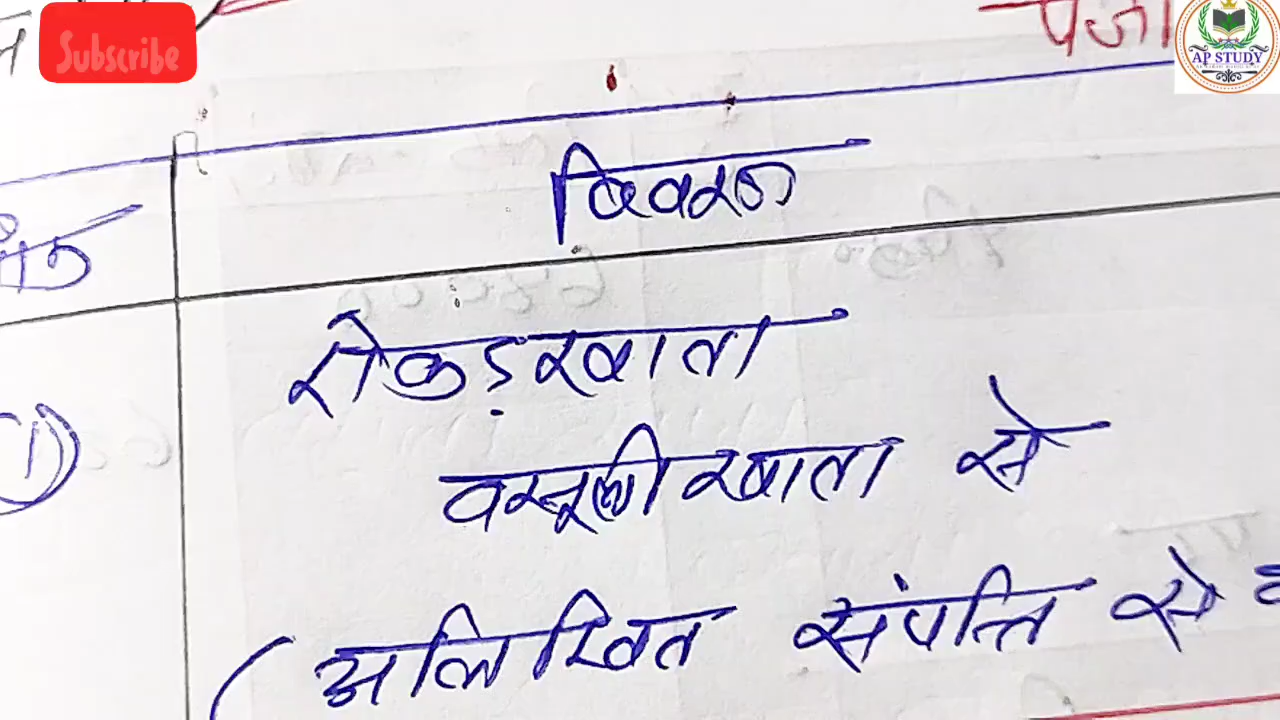 Subscribe
AP STUDY
विवरण
रोकड़ खाता
(1)
वसूली खाता से
(अलिखित संपत्ति से